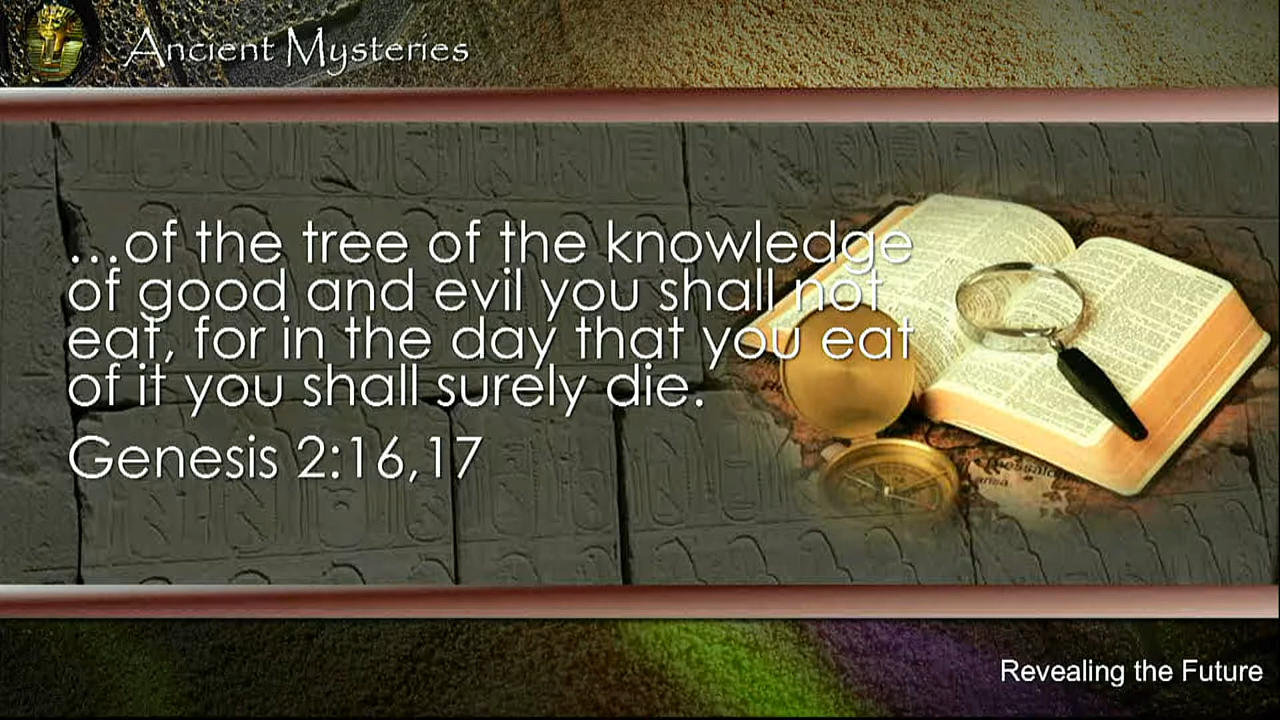 Ancient Mysteries
...of the tree of the knowledge
of good and evil you shall not
eat, for in the day that you eat
of it you shall surely die.
Genesis 2:16,17
Revealing the Future